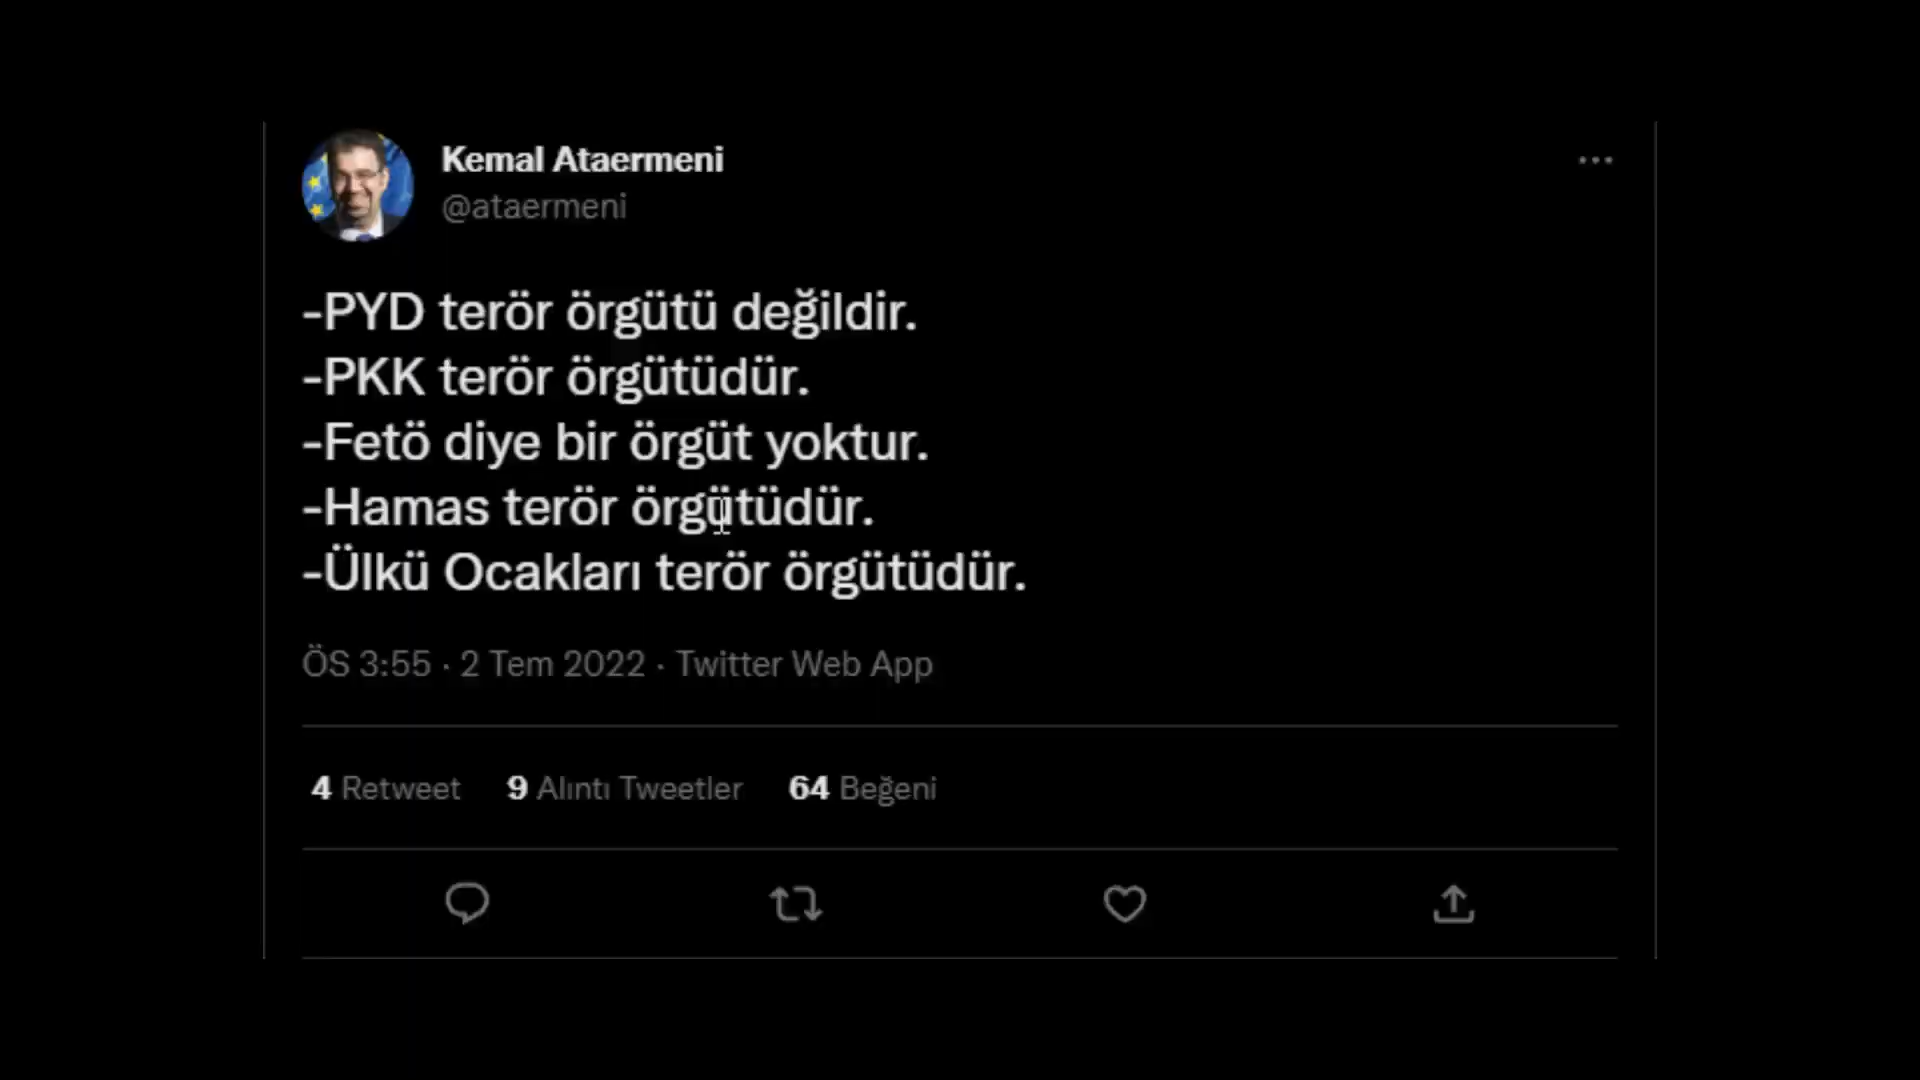 Kemal Ataermeni
@ataermeni
-PYD terör örgütü değildir.
-PKK terör örgütüdür.
-Fetö diye bir örgüt yoktur.
-Hamas terör örgütüdür.
-Ülkü Ocakları terör örgütüdür.
ÖS 3:55 · 2 Tem 2022 · Twitter Web App
4 Retweet 9 Alıntı Tweetler 64 Beğeni